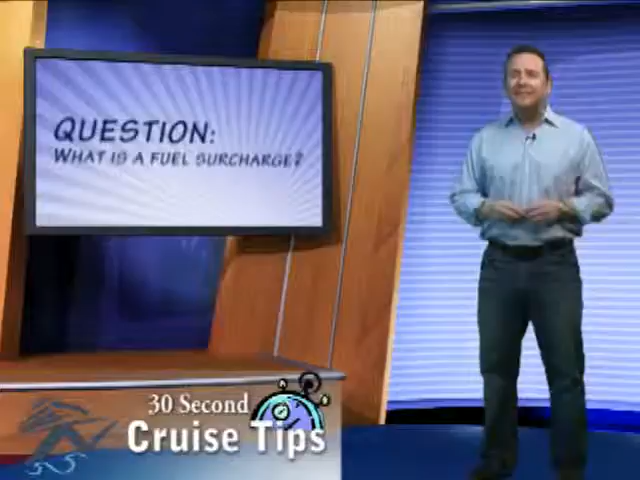 QUESTION:
WHAT IS A FUEL SURCHARGE?
30 Second
Cruise Tips